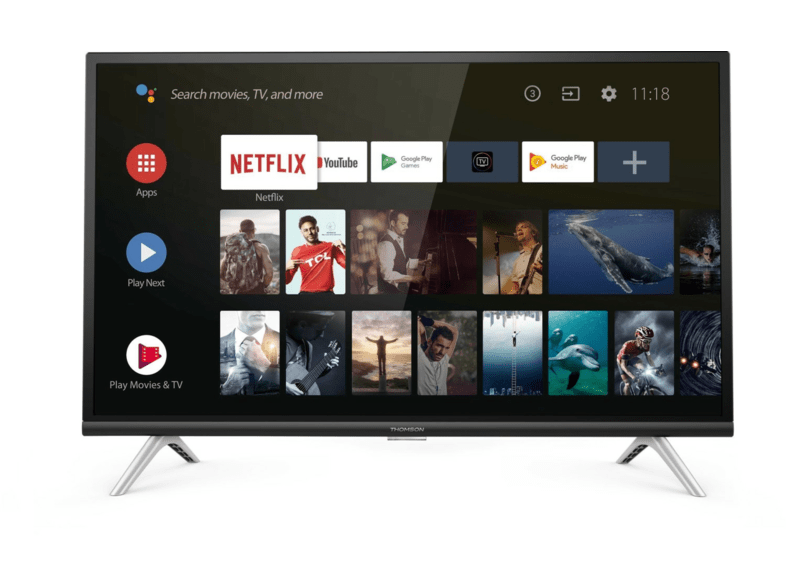 Search movies, TV, and more
3
11:18
NETFLIX
YouTube
Google Play
Games
TV
Google Play
Music
Apps
Netflix
TCL
Play Next
Play Movies & TV
THOMSON